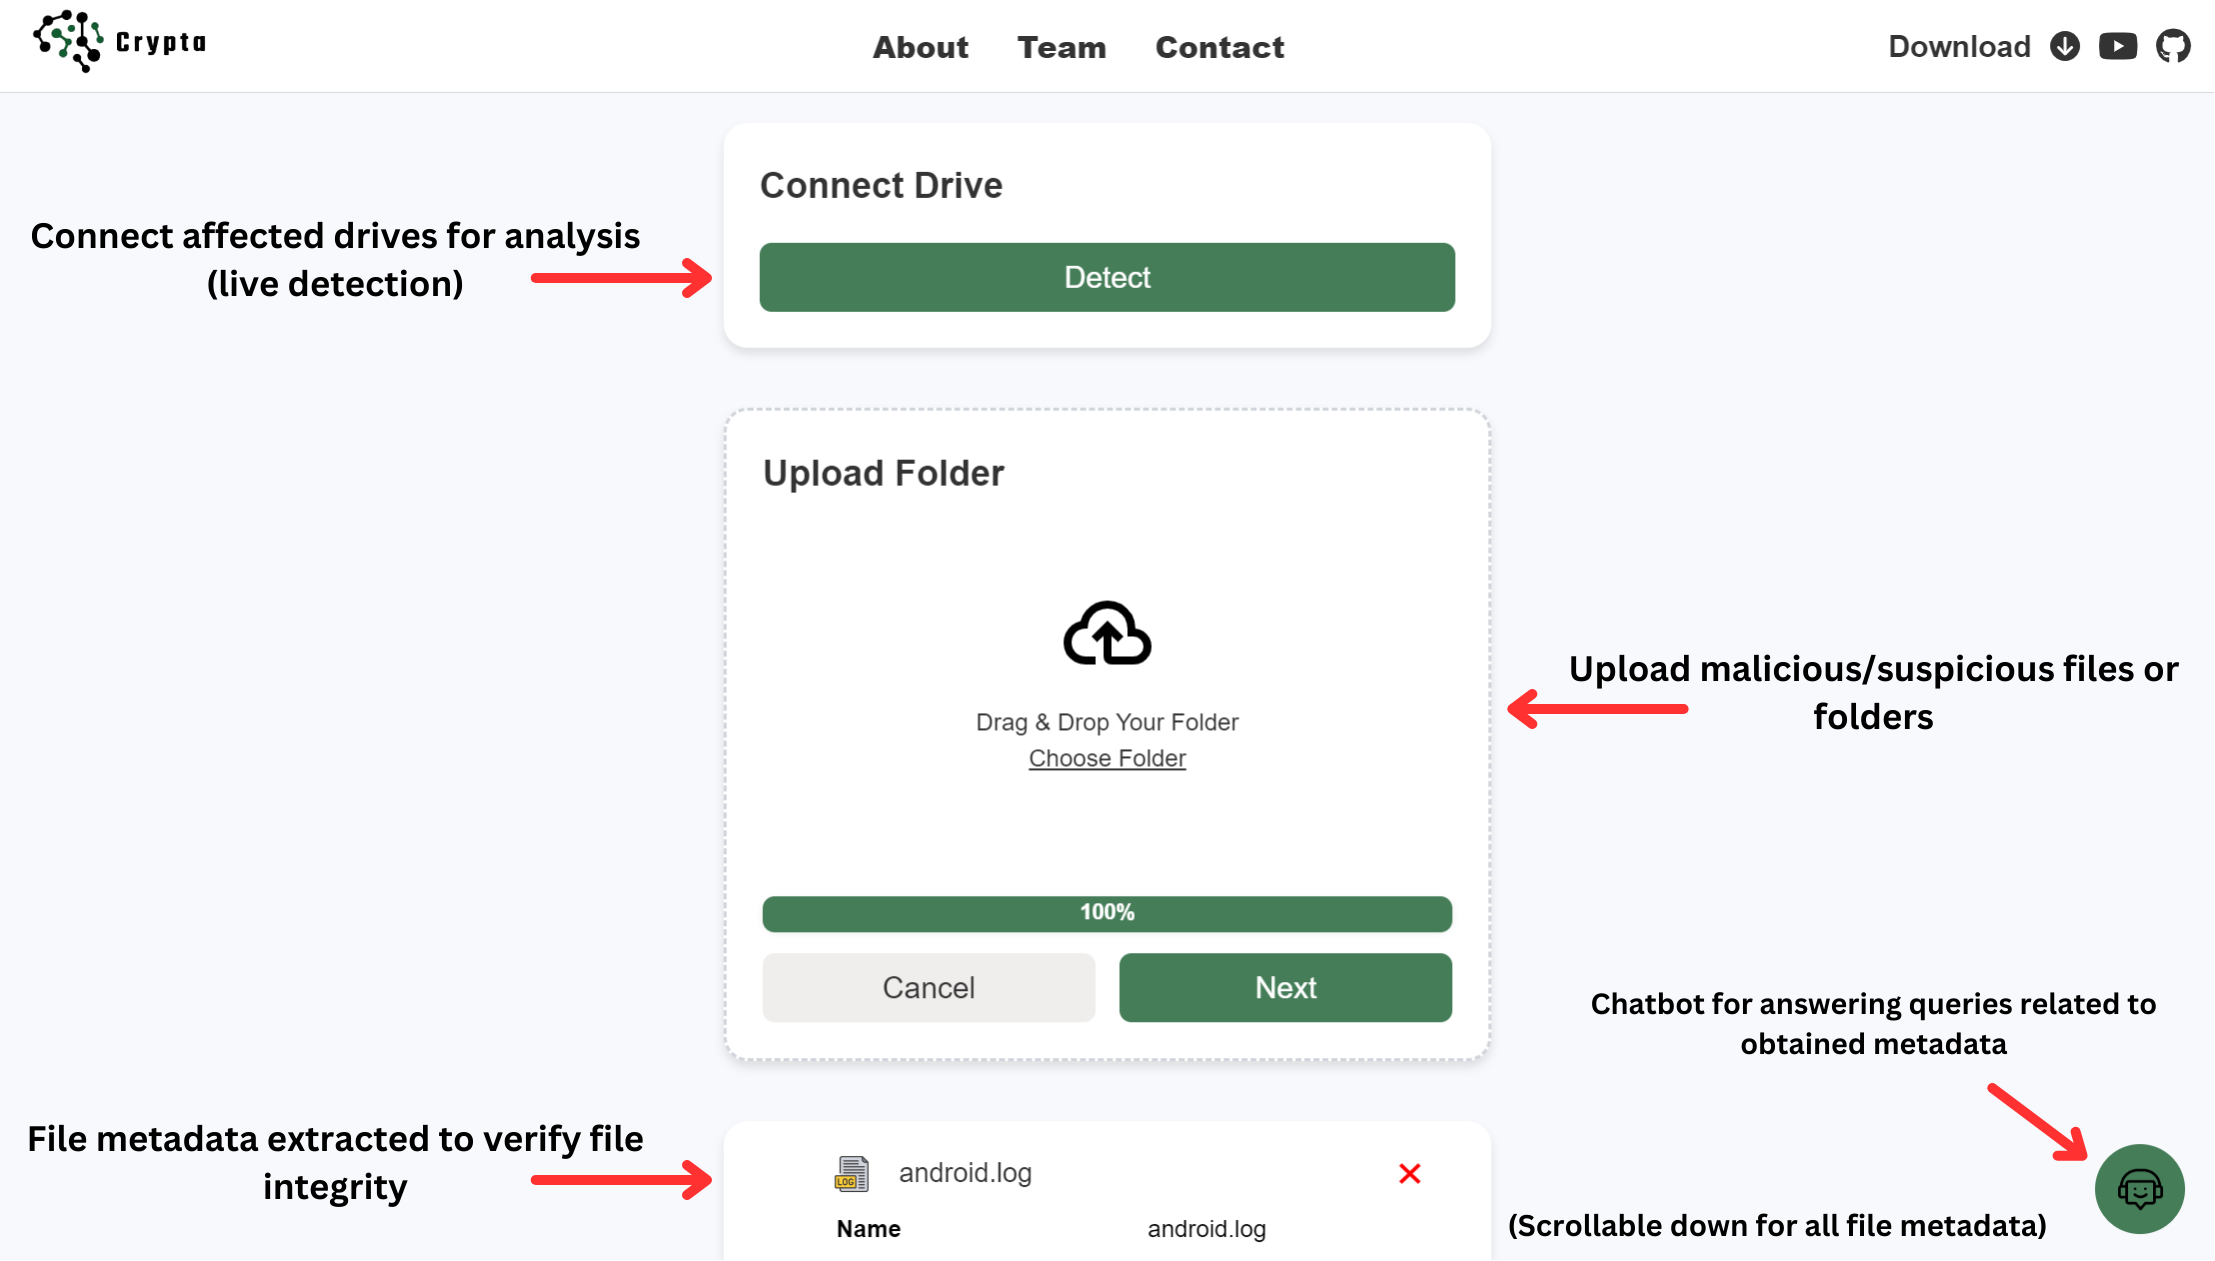 Crypta
About Team Contact
Download
Connect Drive
Connect affected drives for analysis
(live detection)
Detect
Upload Folder
Upload malicious/suspicious files or
folders
Drag & Drop Your Folder
Choose Folder
100%
Cancel Next
Chatbot for answering queries related to
obtained metadata
File metadata extracted to verify file
integrity
LOG android.log
Name android.log
(Scrollable down for all file metadata)